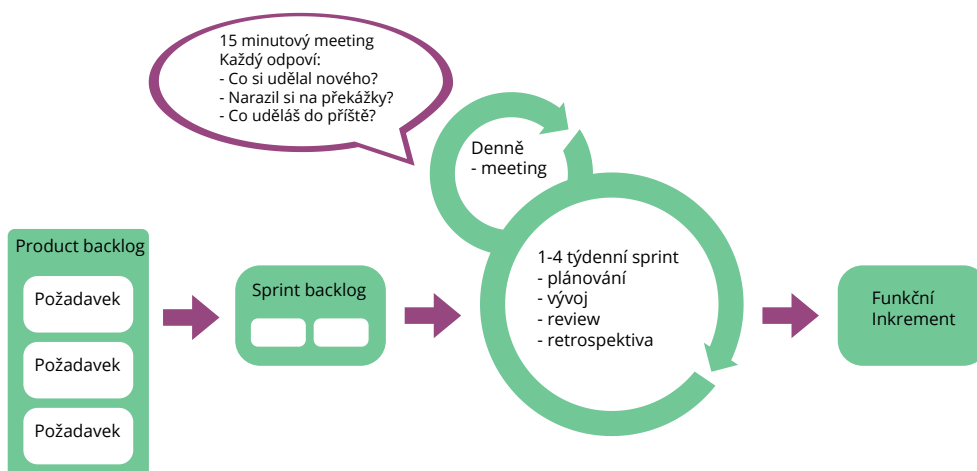 15 minutový meeting
Každý odpoví:
- Co si udělal nového?
- Narazil si na překážky?
- Co uděláš do příště?
Denně
- meeting
Product backlog
Požadavek
Požadavek
Požadavek
Sprint backlog
1-4 týdenní sprint
- plánování
- vývoj
- review
- retrospektiva
Funkční
Inkrement